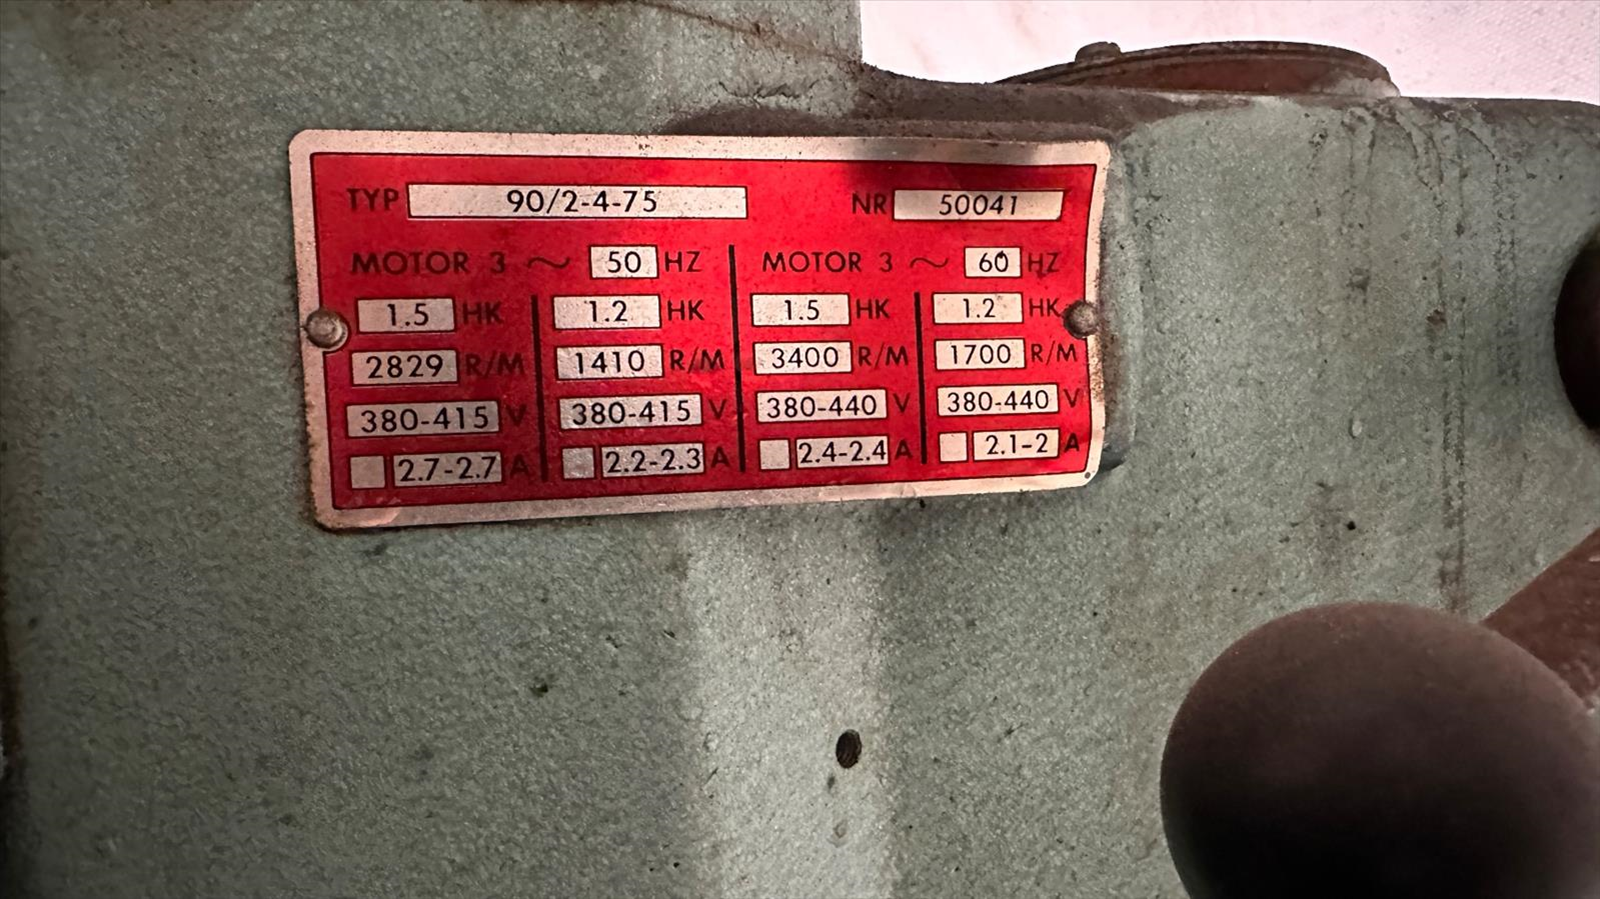 TYP 90/2-4-75 NR 50041
MOTOR 3 ~ 50 HZ MOTOR 3 ~ 60 HZ
1.5 HK 1.2 HK 1.5 HK 1.2 HK
2829 R/M 1410 R/M 3400 R/M 1700 R/M
380-415 V 380-415 V 380-440 V 380-440 V
2.7-2.7 A 2.2-2.3 A 2.4-2.4 A 2.1-2 A